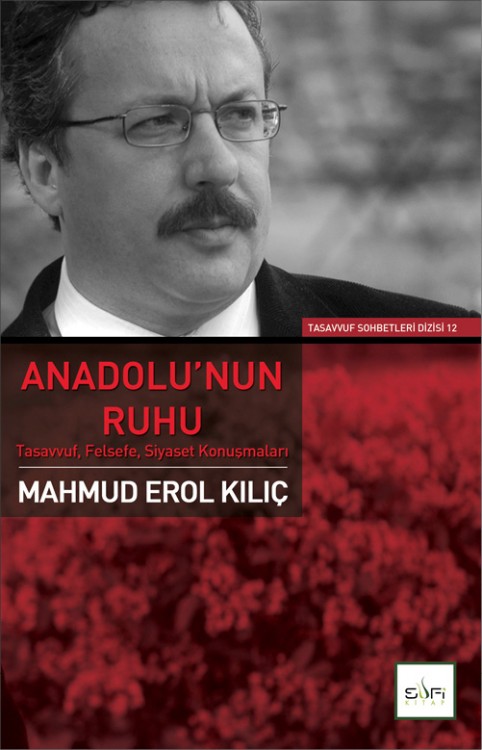 TASAVVUF SOHBETLERİ DİZİSİ 12
ANADOLU'NUN
RUHU
Tasavvuf, Felsefe, Siyaset Konuşmaları
MAHMUD EROL KILIÇ
SUFİ
KİTAP